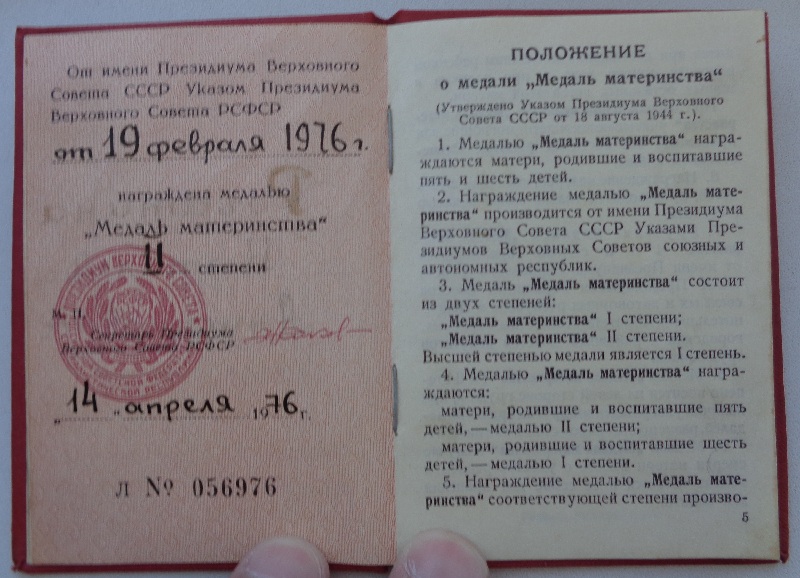 От имени Президиума Верховного
Совета СССР Указом Президиума
Верховного Совета РСФСР
от 19 февраля 1976 г.
награждена медалью
„Медаль материнства“
II степени
М. П.
Секретарь Президиума
Верховного Совета РСФСР
„14 „ апреля 1976 г.
Л № 056976
ПОЛОЖЕНИЕ
о медали „Медаль материнства“
(Утверждено Указом Президиума Верховного
Совета СССР от 18 августа 1944 г.).
1. Медалью „Медаль материнства“ награ-
ждаются матери, родившие и воспитавшие
пять и шесть детей.
2. Награждение медалью „Медаль мате-
ринства“ производится от имени Президиума
Верховного Совета СССР Указами Пре-
зидиумов Верховных Советов союзных и
автономных республик.
3. Медаль „Медаль материнства“ состоит
из двух степеней:
„Медаль материнства“ I степени;
„Медаль материнства“ II степени.
Высшей степенью медали является I степень.
4. Медалью „Медаль материнства“ награ-
ждаются:
матери, родившие и воспитавшие пять
детей, — медалью II степени;
матери, родившие и воспитавшие шесть
детей, — медалью I степени.
5. Награждение медалью „Медаль мате-
ринства“ соответствующей степени произво-
5